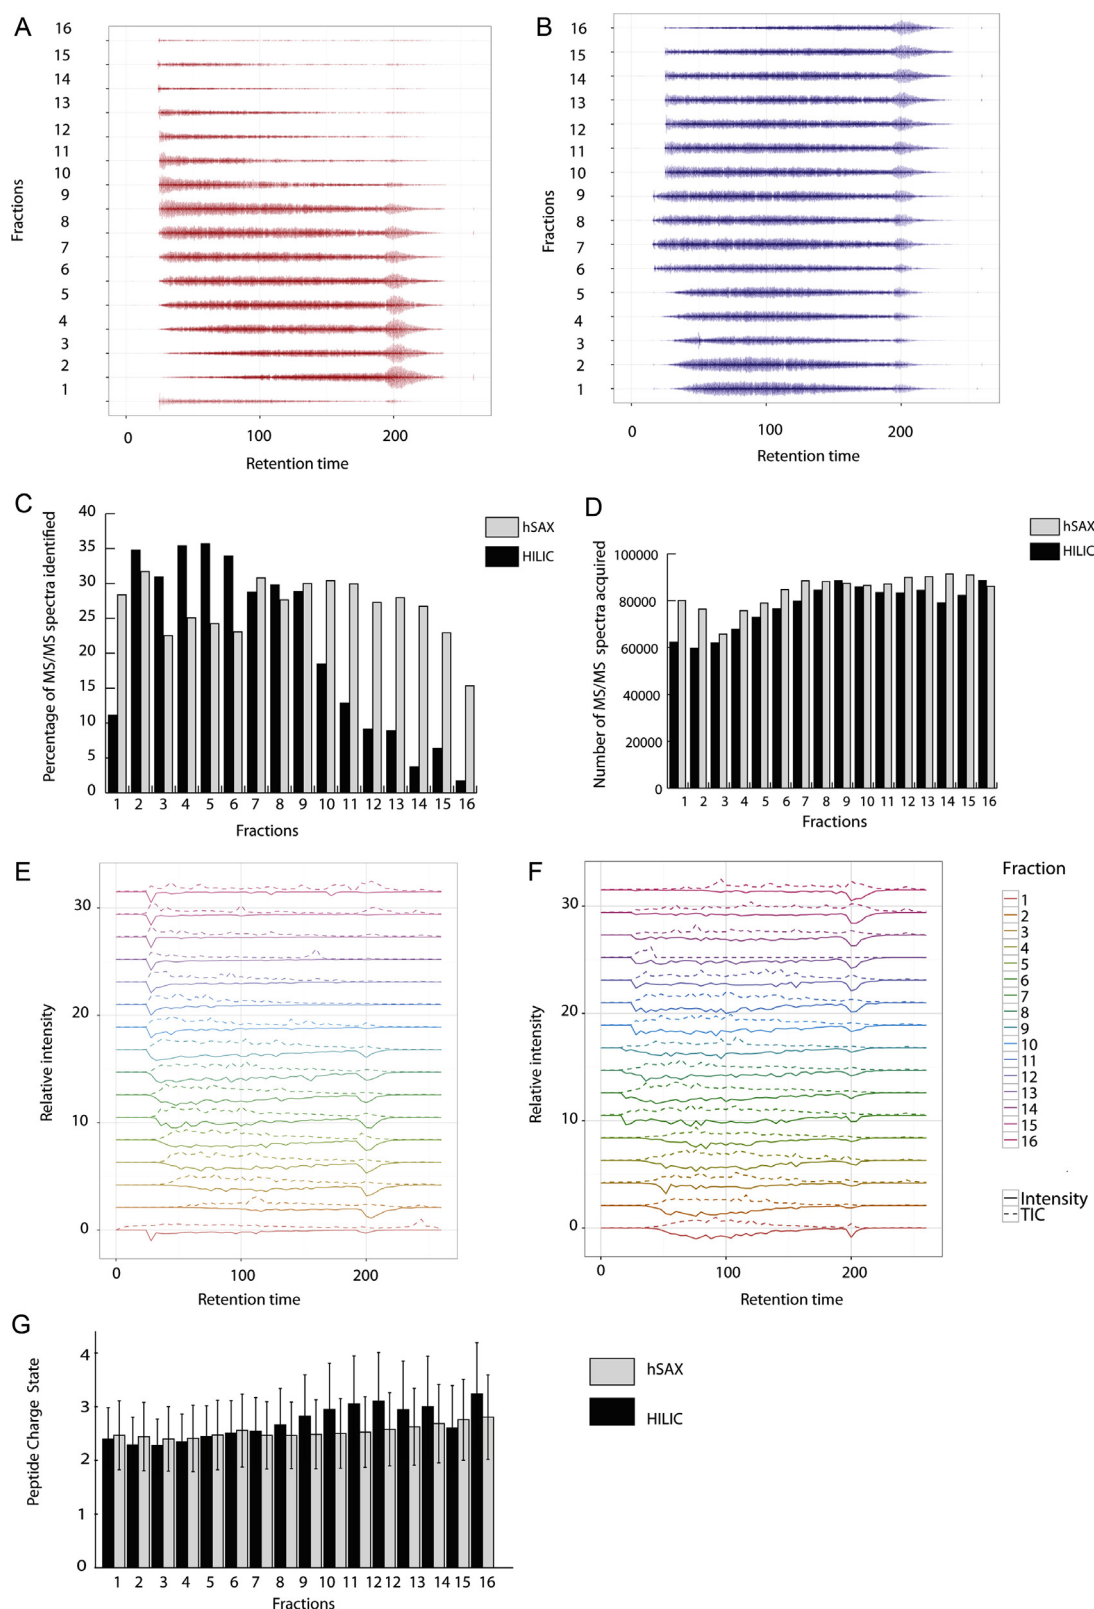 A
16
15
14
13
12
11
10
9
8
7
6
5
4
3
2
1
Fractions
0 100 200
Retention time
B
16
15
14
13
12
11
10
9
8
7
6
5
4
3
2
1
Fractions
0 100 200
Retention time
C
40
35
30
25
20
15
10
5
0
Percentage of MS/MS spectra identified
hSAX
HILIC
1 2 3 4 5 6 7 8 9 10 11 12 13 14 15 16
Fractions
D
100000
80000
60000
40000
20000
0
Number of MS/MS spectra acquired
hSAX
HILIC
1 2 3 4 5 6 7 8 9 10 11 12 13 14 15 16
Fractions
E
30
20
10
0
Relative intensity
0 100 200
Retention time
F
30
20
10
0
Relative intensity
0 100 200
Retention time
Fraction
1
2
3
4
5
6
7
8
9
10
11
12
13
14
15
16
Intensity
TIC
G
4
3
2
1
0
Peptide Charge State
1 2 3 4 5 6 7 8 9 10 11 12 12 13 14 15 16
Fractions
hSAX
HILIC